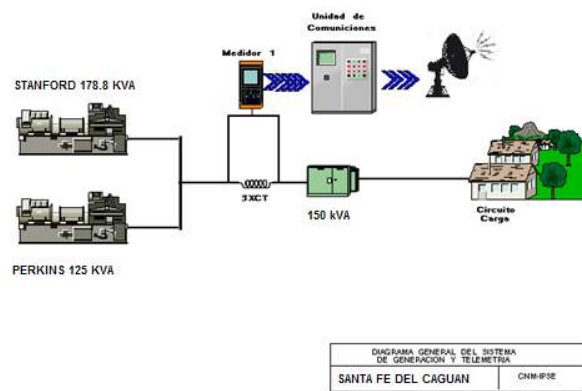 Unidad de
Comuniciones
Medidor 1
STANFORD 178.8 KVA
3XCT
150 kVA
Circuito
Carga
PERKINS 125 KVA
DIAGRAMA GENERAL DEL SISTEMA
DE GENERACION Y TELEMETRIA
SANTA FE DEL CAGUAN
CNM-IPSE